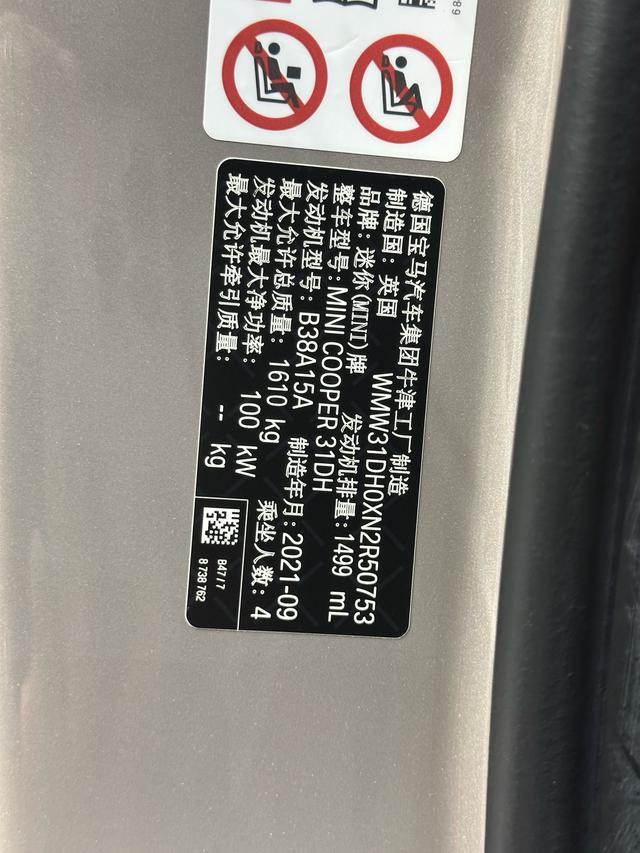 68
德国宝马汽车集团牛津工厂 制造
制造国: 英国 WMW31DH0XN2R50753
品牌: 迷你(MINI)牌 发动机排量: 1499 mL
整车型号: MINI COOPER 31DH
发动机型号: B38A15A 制造年月: 2021-09
最大允许总质量: 1610 kg 乘坐人数: 4
发动机最大净功率: 100 kW
最大允许牵引质量: -- kg
B47/7
8 738 762